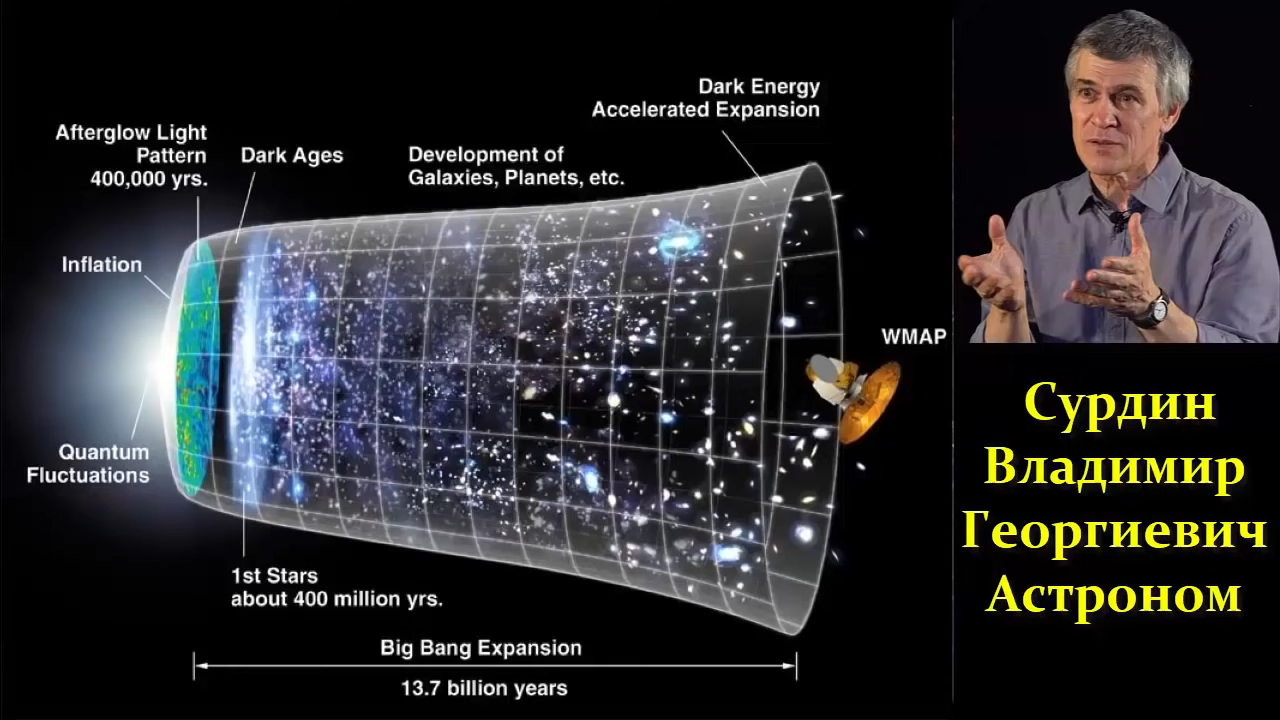 Dark Energy
Accelerated Expansion
Afterglow Light
Pattern
400,000 yrs.
Dark Ages
Development of
Galaxies, Planets, etc.
Inflation
WMAP
Quantum
Fluctuations
1st Stars
about 400 million yrs.
Big Bang Expansion
13.7 billion years
Сурдин
Владимир
Георгиевич
Астроном